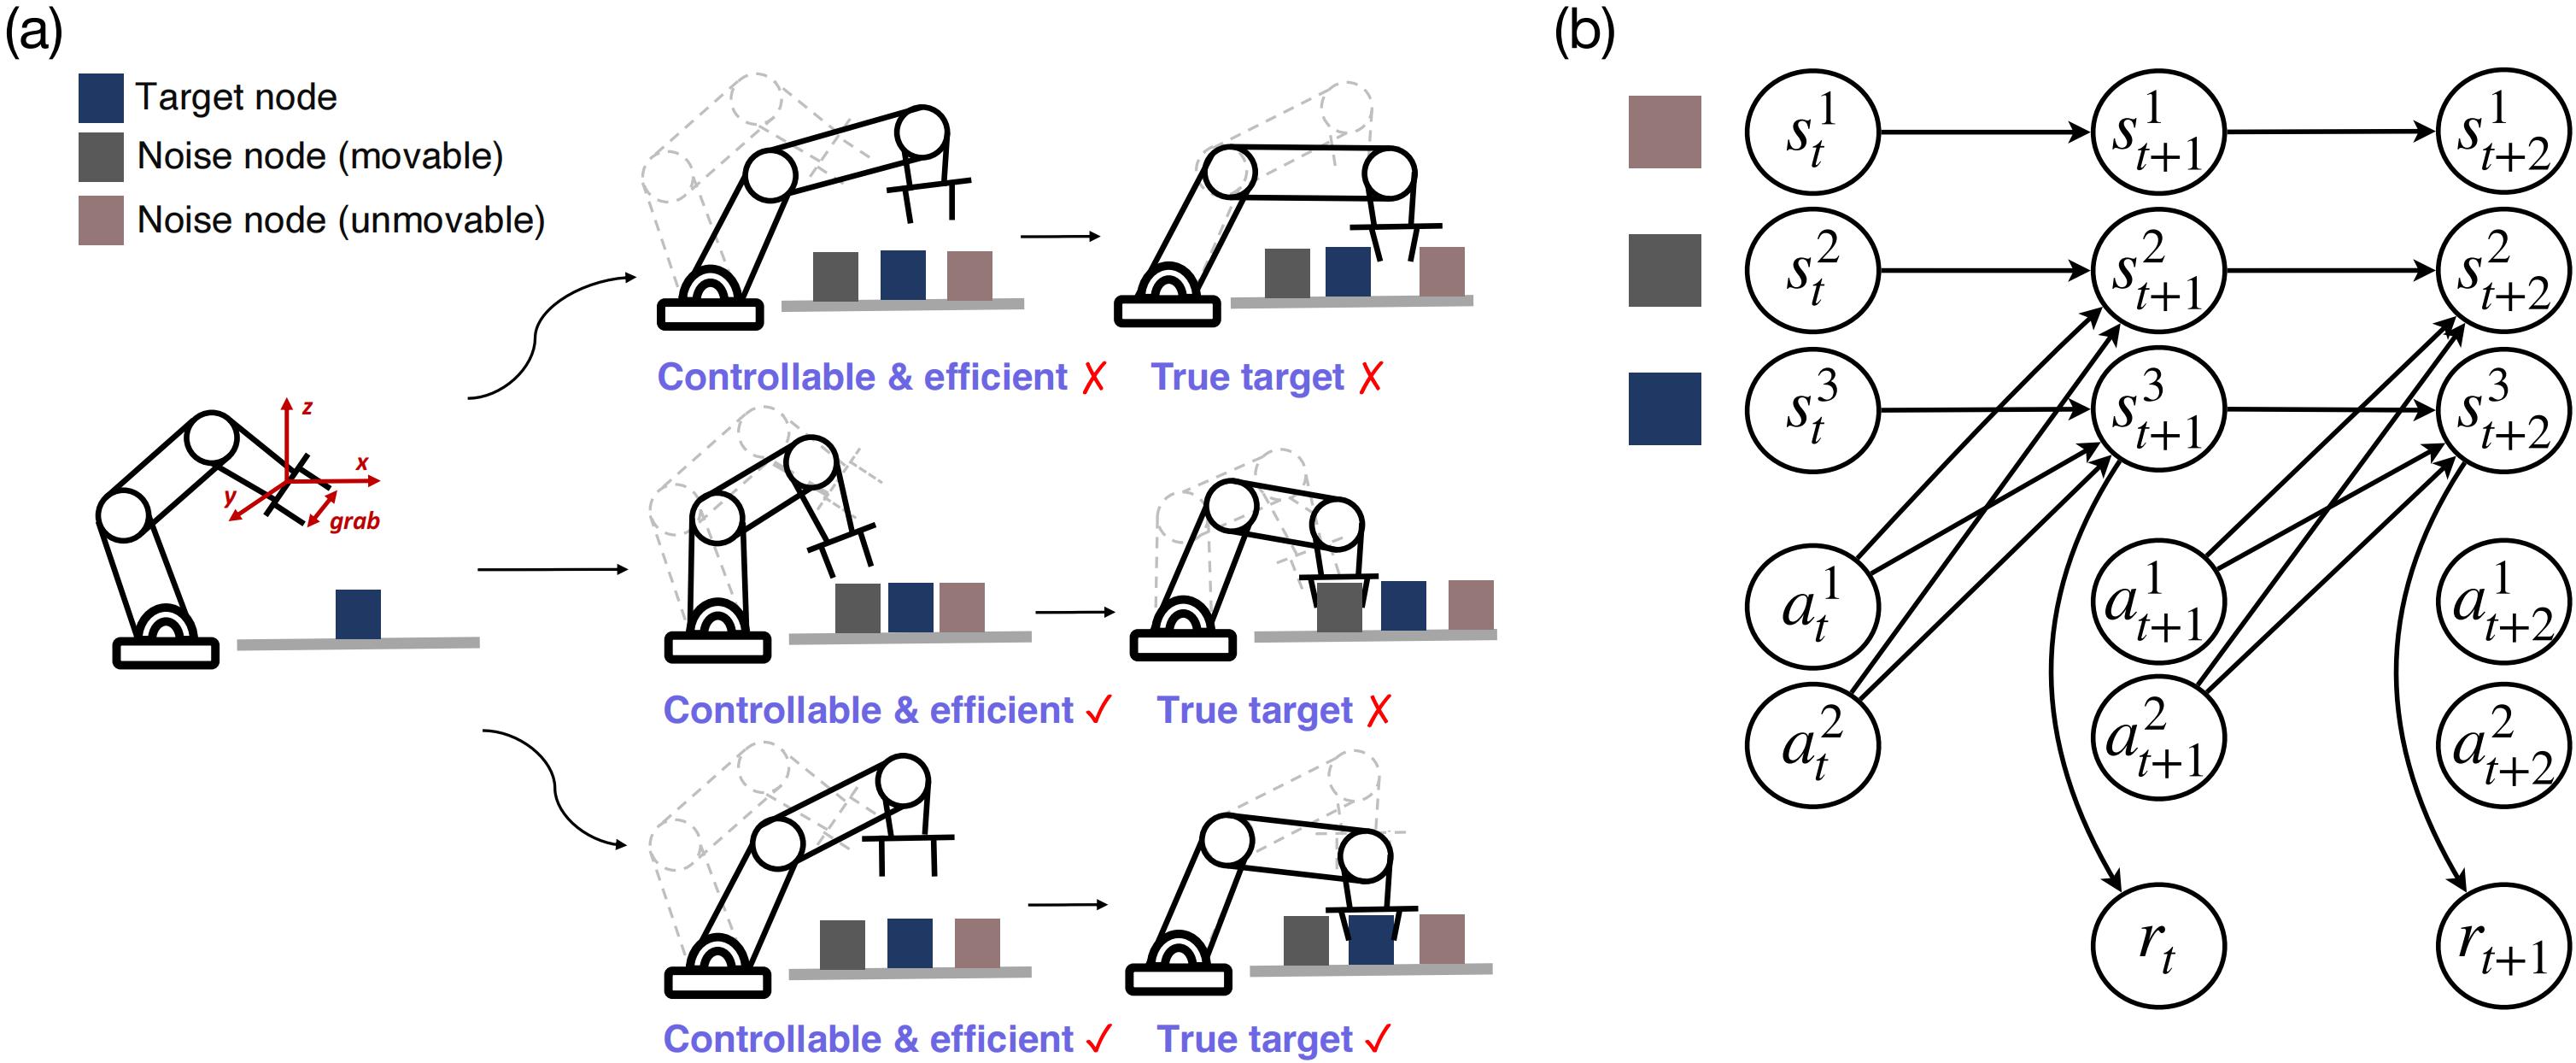 (a)
Target node
Noise node (movable)
Noise node (unmovable)
Controllable & efficient ✗ True target ✗
z
x
y
grab
Controllable & efficient ✓ True target ✗
Controllable & efficient ✓ True target ✓
(b)
s_t^1 s_{t+1}^1 s_{t+2}^1
s_t^2 s_{t+1}^2 s_{t+2}^2
s_t^3 s_{t+1}^3 s_{t+2}^3
a_t^1 a_{t+1}^1 a_{t+2}^1
a_t^2 a_{t+1}^2 a_{t+2}^2
r_t r_{t+1}